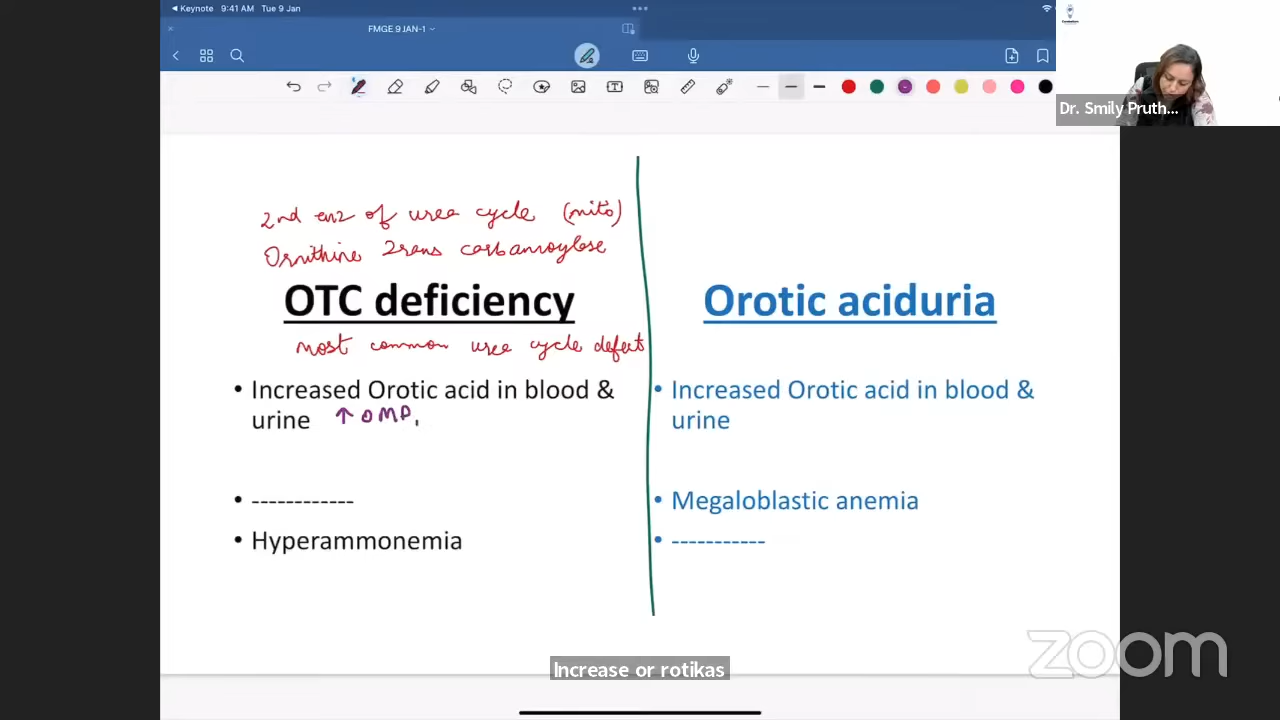 Keynote 9:41 AM Tue 9 Jan
FMGE 9 JAN-1
Dr. Smily Pruth...
2nd enz of urea cycle (mito)
Ornithine Trans carbamoylase
OTC deficiency
most common urea cycle defect
• Increased Orotic acid in blood &
urine ↑ OMP,
• ------------
• Hyperammonemia
Orotic aciduria
• Increased Orotic acid in blood &
urine
• Megaloblastic anemia
• -----------
zoom
Increase or rotikas